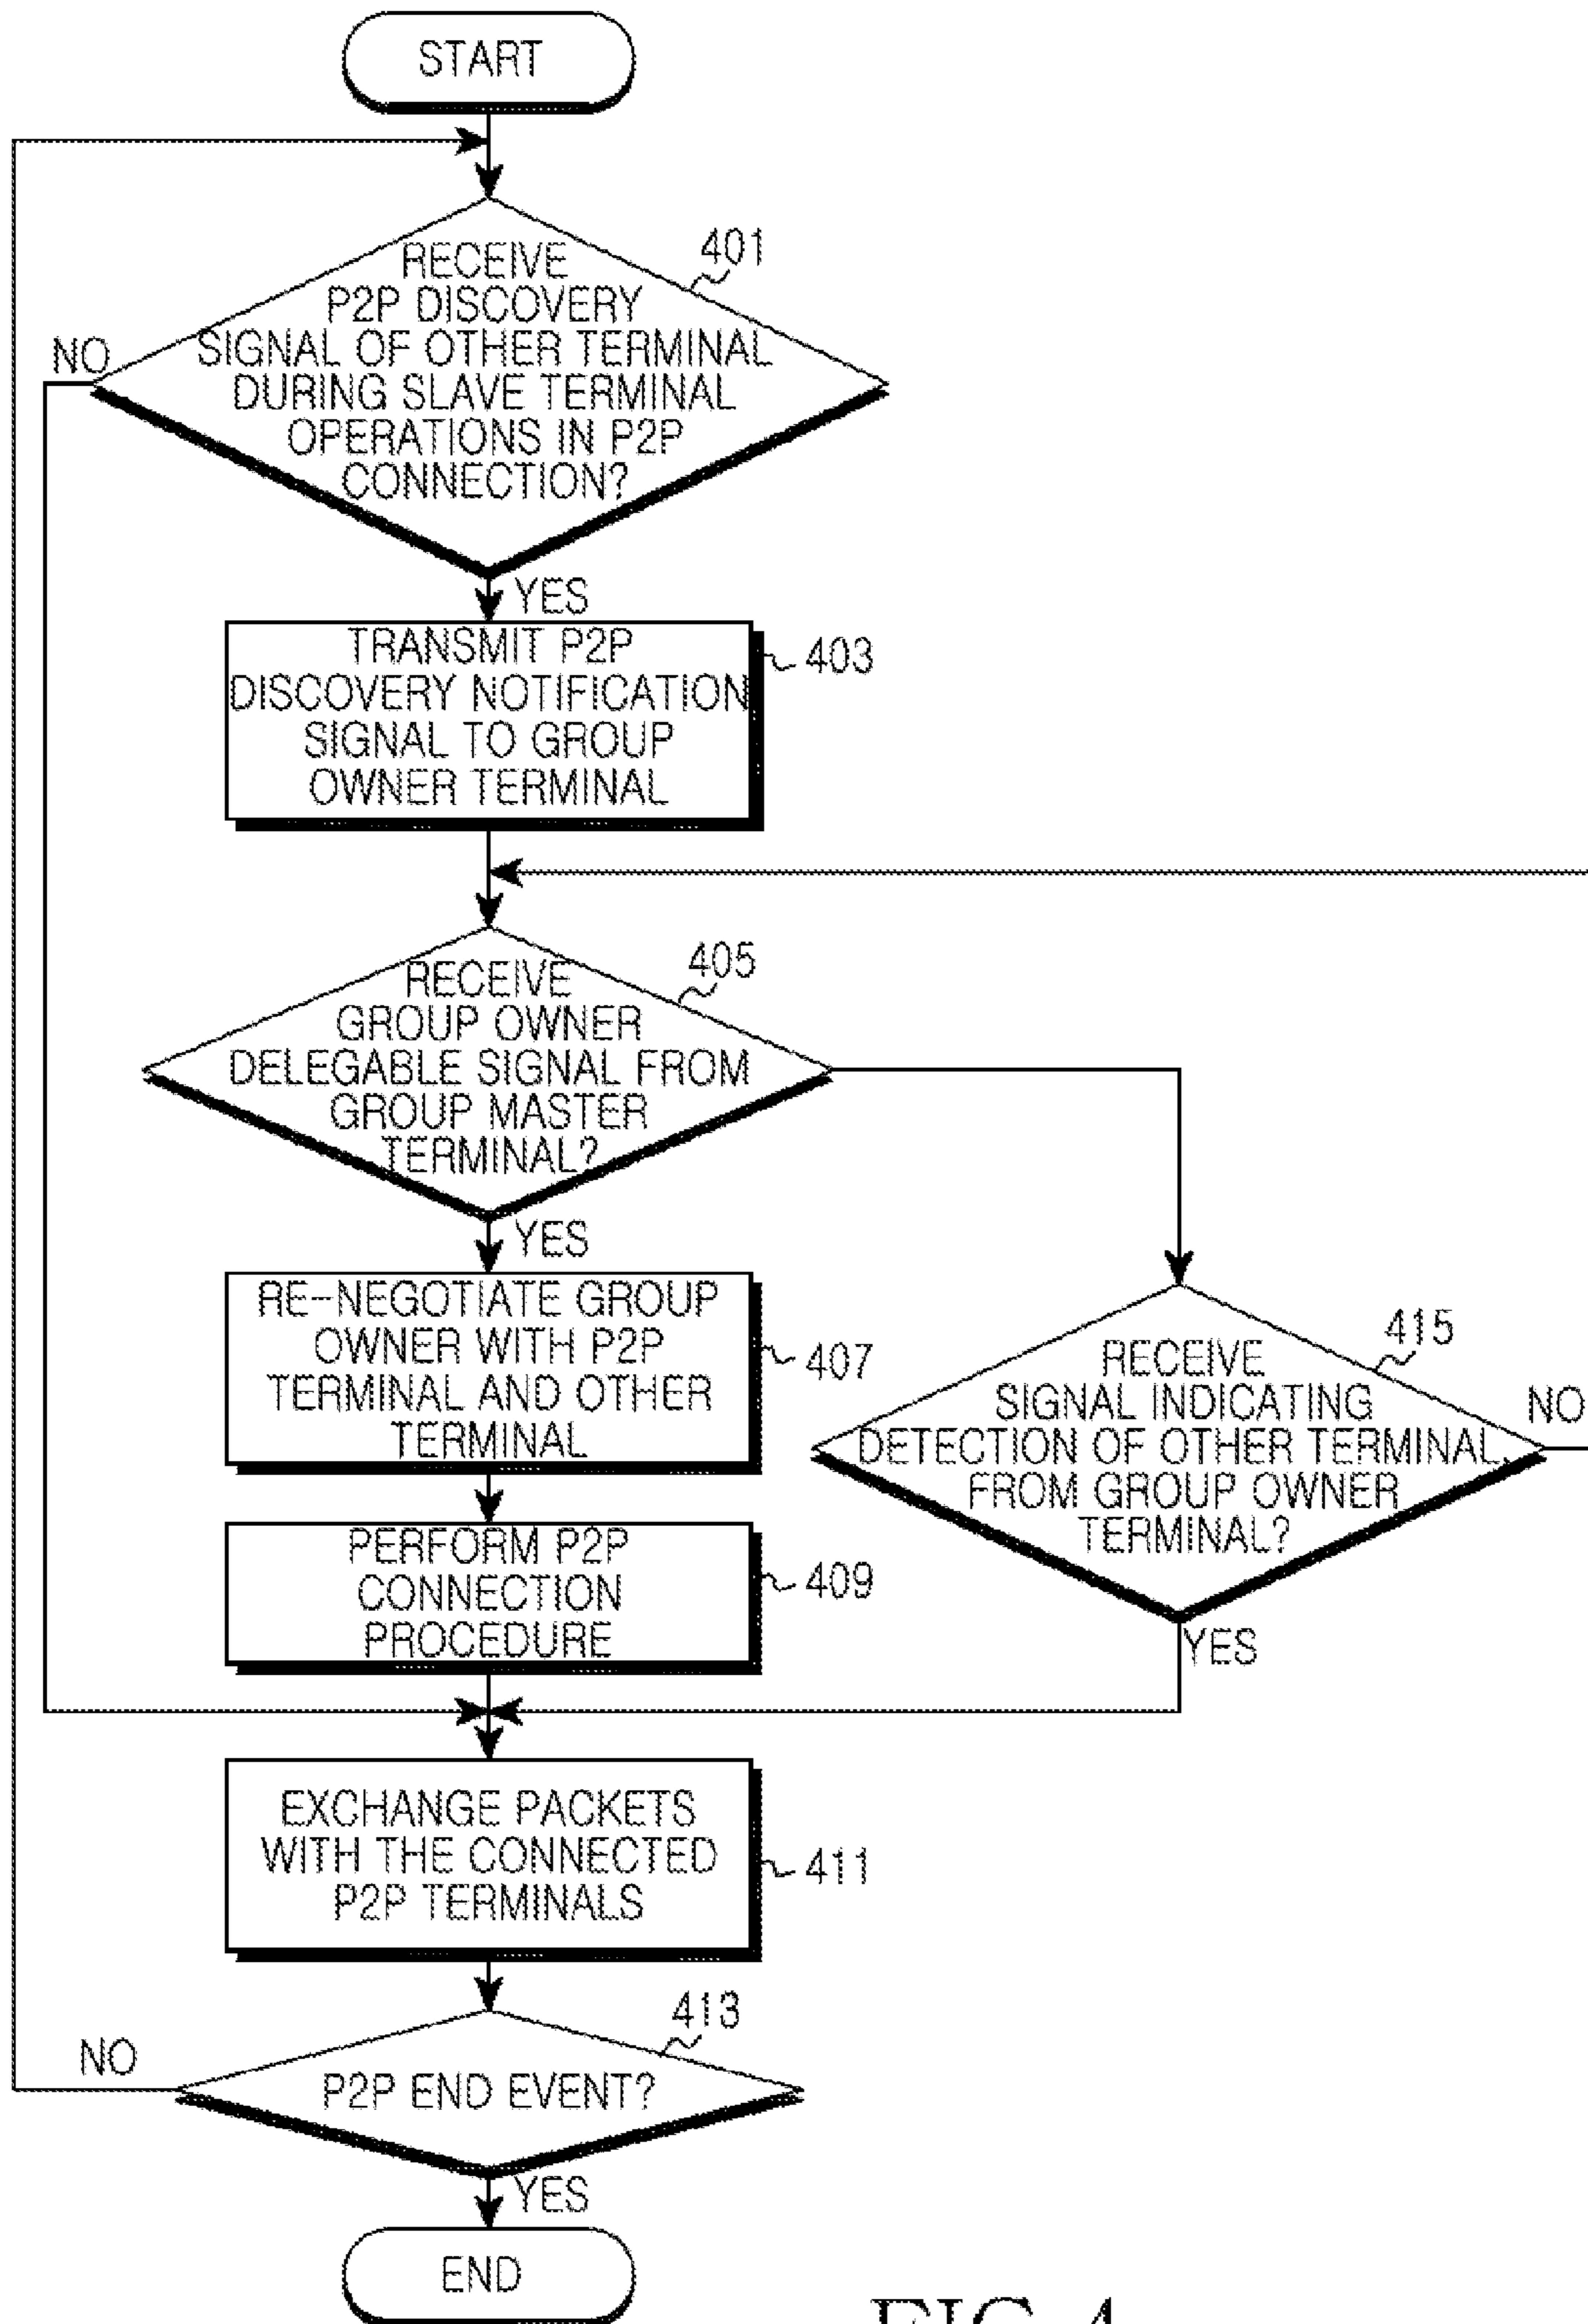 START
401
RECEIVE
P2P DISCOVERY
SIGNAL OF OTHER TERMINAL
DURING SLAVE TERMINAL
OPERATIONS IN P2P
CONNECTION?
NO
YES
TRANSMIT P2P
DISCOVERY NOTIFICATION
SIGNAL TO GROUP
OWNER TERMINAL
403
405
RECEIVE
GROUP OWNER
DELEGABLE SIGNAL FROM
GROUP MASTER
TERMINAL?
YES
RE-NEGOTIATE GROUP
OWNER WITH P2P
TERMINAL AND OTHER
TERMINAL
407
415
RECEIVE
SIGNAL INDICATING
DETECTION OF OTHER TERMINAL
FROM GROUP OWNER
TERMINAL?
NO
YES
PERFORM P2P
CONNECTION
PROCEDURE
409
EXCHANGE PACKETS
WITH THE CONNECTED
P2P TERMINALS
411
413
P2P END EVENT?
NO
YES
END
FIG.4